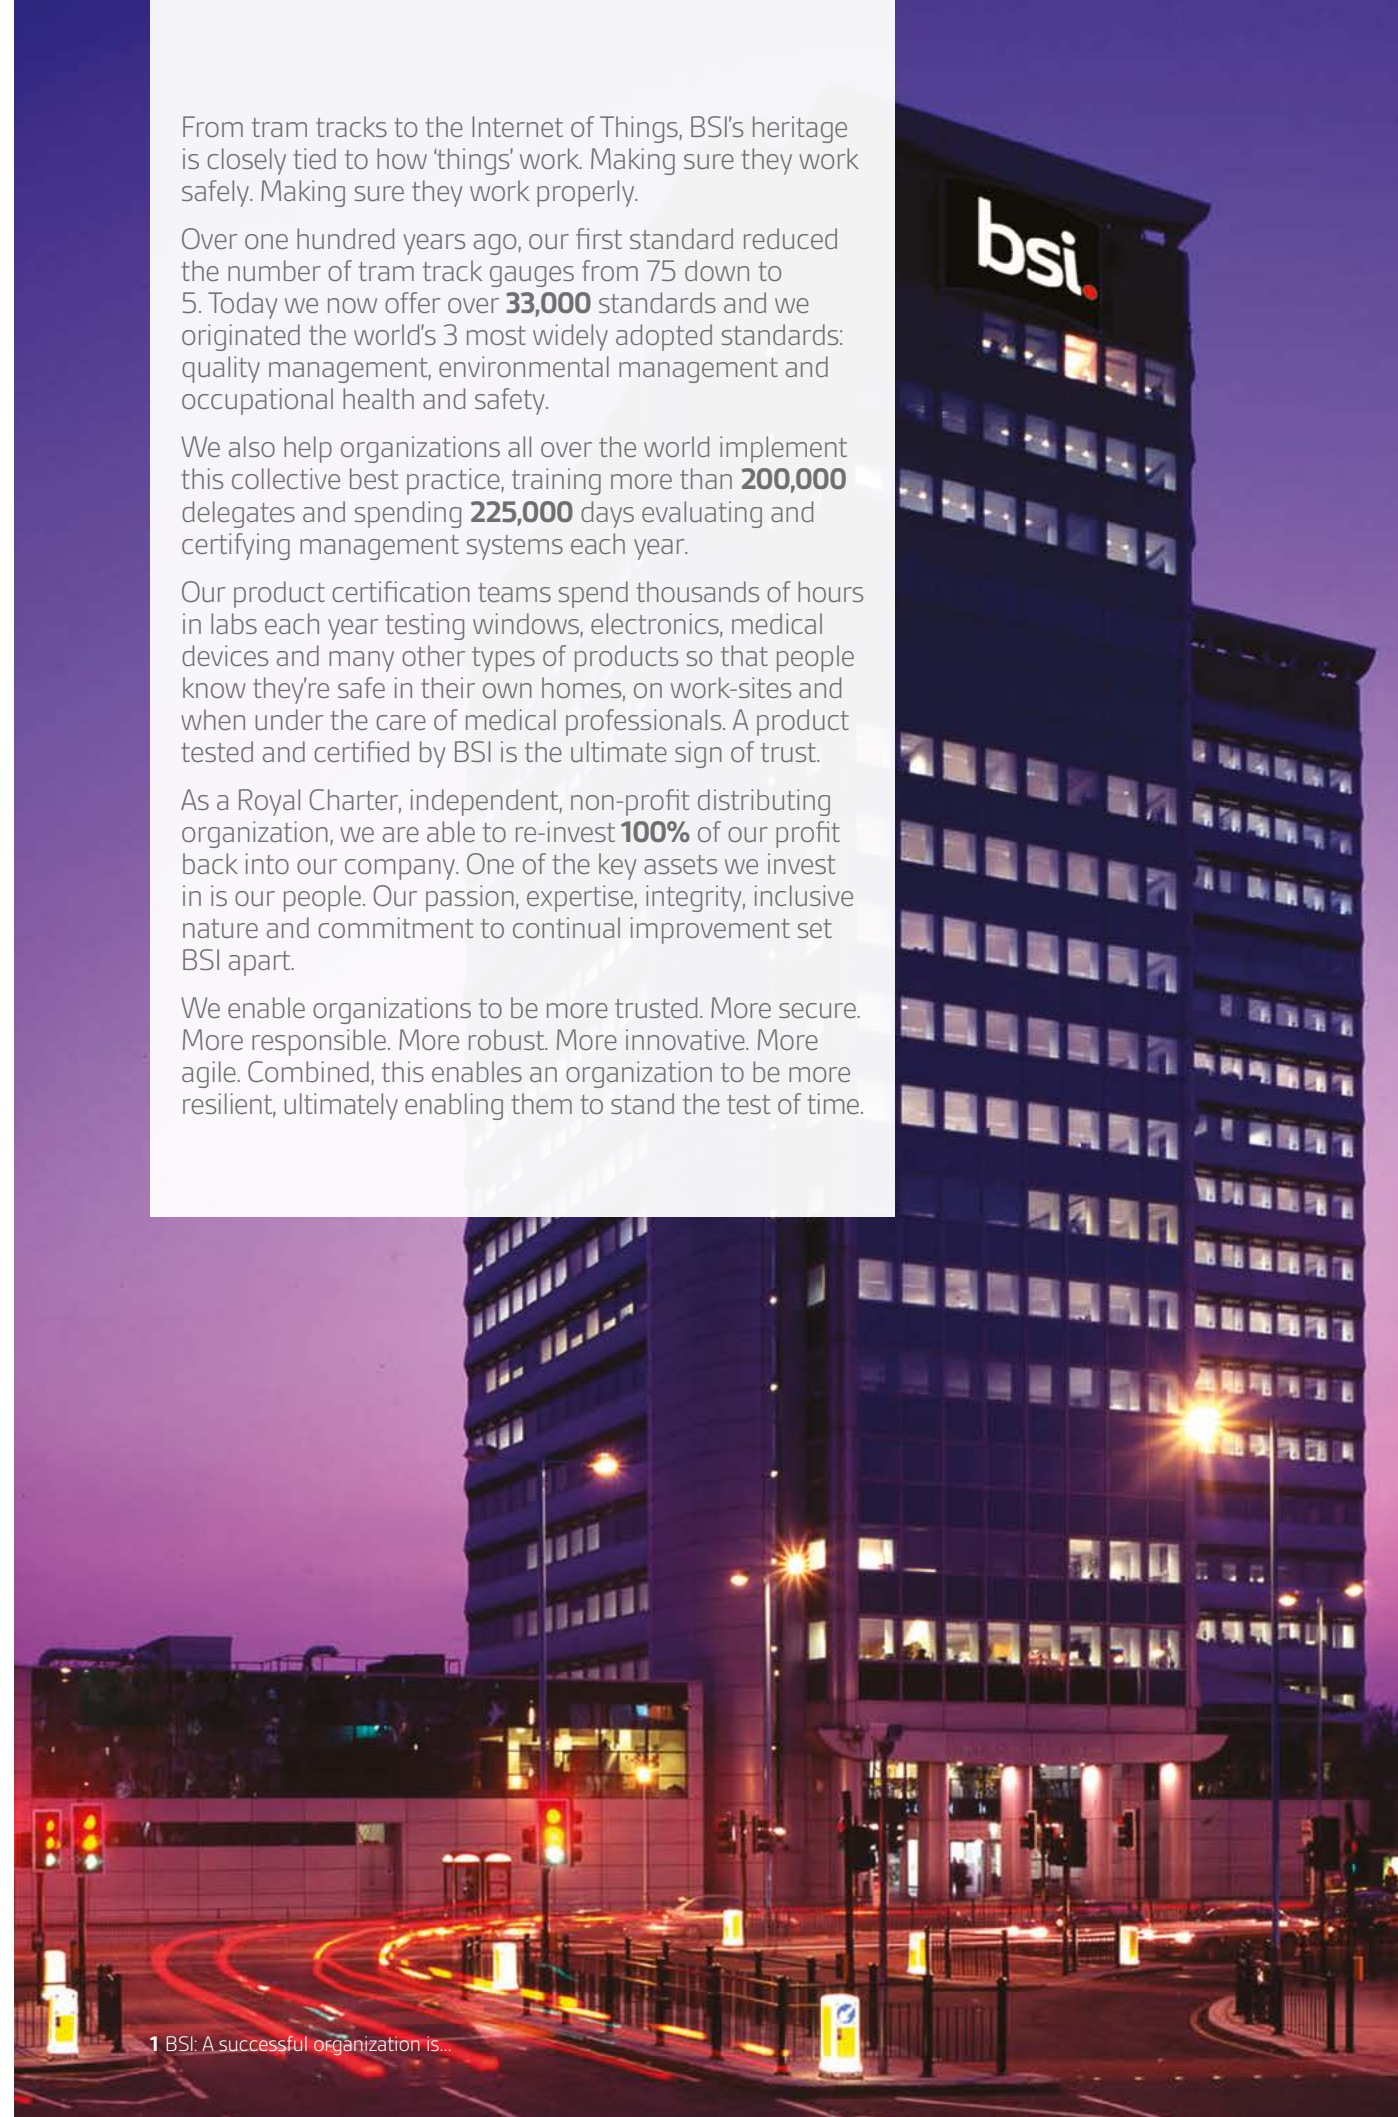 From tram tracks to the Internet of Things, BSI's heritage
is closely tied to how 'things' work. Making sure they work
safely. Making sure they work properly.
Over one hundred years ago, our first standard reduced
the number of tram track gauges from 75 down to
5. Today we now offer over 33,000 standards and we
originated the world's 3 most widely adopted standards:
quality management, environmental management and
occupational health and safety.
We also help organizations all over the world implement
this collective best practice, training more than 200,000
delegates and spending 225,000 days evaluating and
certifying management systems each year.
Our product certification teams spend thousands of hours
in labs each year testing windows, electronics, medical
devices and many other types of products so that people
know they're safe in their own homes, on work-sites and
when under the care of medical professionals. A product
tested and certified by BSI is the ultimate sign of trust.
As a Royal Charter, independent, non-profit distributing
organization, we are able to re-invest 100% of our profit
back into our company. One of the key assets we invest
in is our people. Our passion, expertise, integrity, inclusive
nature and commitment to continual improvement set
BSI apart.
We enable organizations to be more trusted. More secure.
More responsible. More robust. More innovative. More
agile. Combined, this enables an organization to be more
resilient, ultimately enabling them to stand the test of time.
bsi.
1 BSI: A successful organization is...